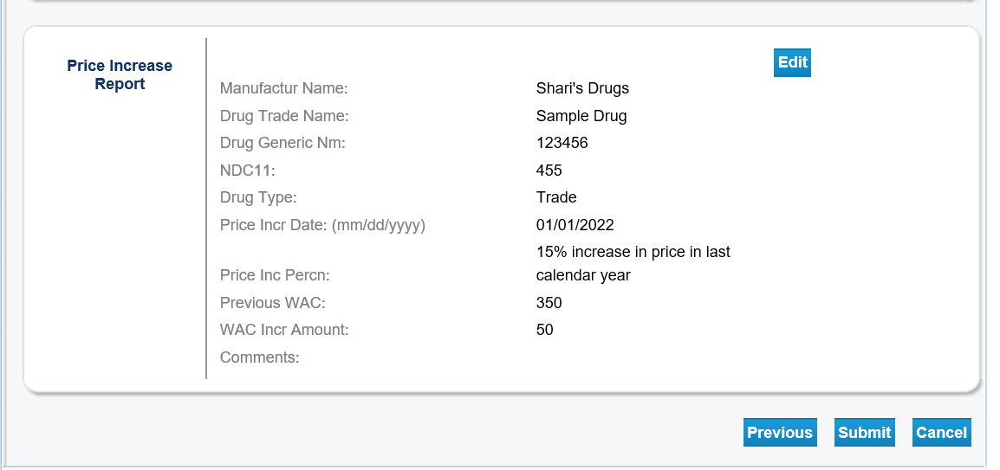 Price Increase
Report
Edit
Manufactur Name: Shari's Drugs
Drug Trade Name: Sample Drug
Drug Generic Nm: 123456
NDC11: 455
Drug Type: Trade
Price Incr Date: (mm/dd/yyyy) 01/01/2022
15% increase in price in last
Price Inc Percn: calendar year
Previous WAC: 350
WAC Incr Amount: 50
Comments:
Previous Submit Cancel